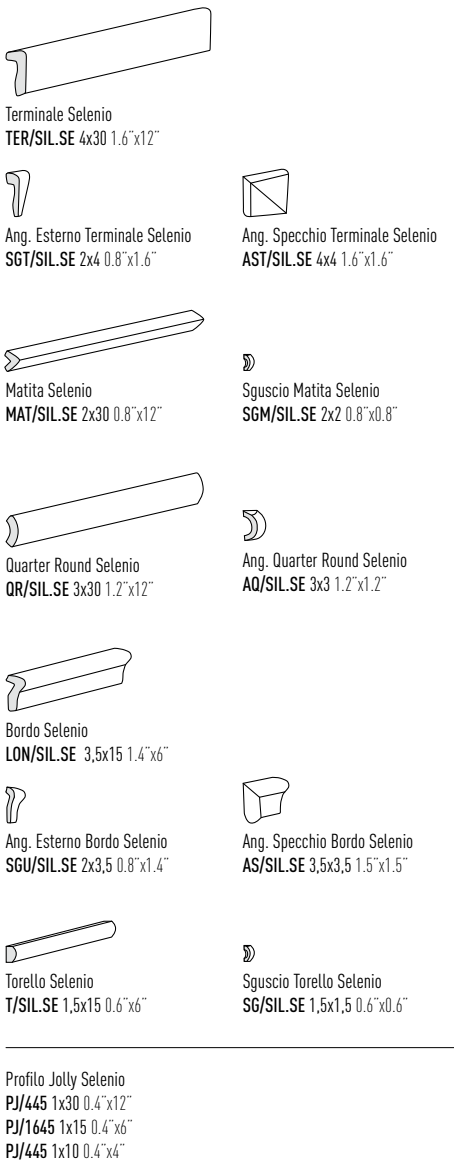 Terminale Selenio
TER/SIL.SE 4x30 1.6¨x12¨
Ang. Esterno Terminale Selenio
SGT/SIL.SE 2x4 0.8¨x1.6¨
Ang. Specchio Terminale Selenio
AST/SIL.SE 4x4 1.6¨x1.6¨
Matita Selenio
MAT/SIL.SE 2x30 0.8¨x12¨
Sguscio Matita Selenio
SGM/SIL.SE 2x2 0.8¨x0.8¨
Quarter Round Selenio
QR/SIL.SE 3x30 1.2¨x12¨
Ang. Quarter Round Selenio
AQ/SIL.SE 3x3 1.2¨x1.2¨
Bordo Selenio
LON/SIL.SE 3,5x15 1.4¨x6¨
Ang. Esterno Bordo Selenio
SGU/SIL.SE 2x3,5 0.8¨x1.4¨
Ang. Specchio Bordo Selenio
AS/SIL.SE 3,5x3,5 1.5¨x1.5¨
Torello Selenio
T/SIL.SE 1,5x15 0.6¨x6¨
Sguscio Torello Selenio
SG/SIL.SE 1,5x1,5 0.6¨x0.6¨
Profilo Jolly Selenio
PJ/445 1x30 0.4¨x12¨
PJ/1645 1x15 0.4¨x6¨
PJ/445 1x10 0.4¨x4¨